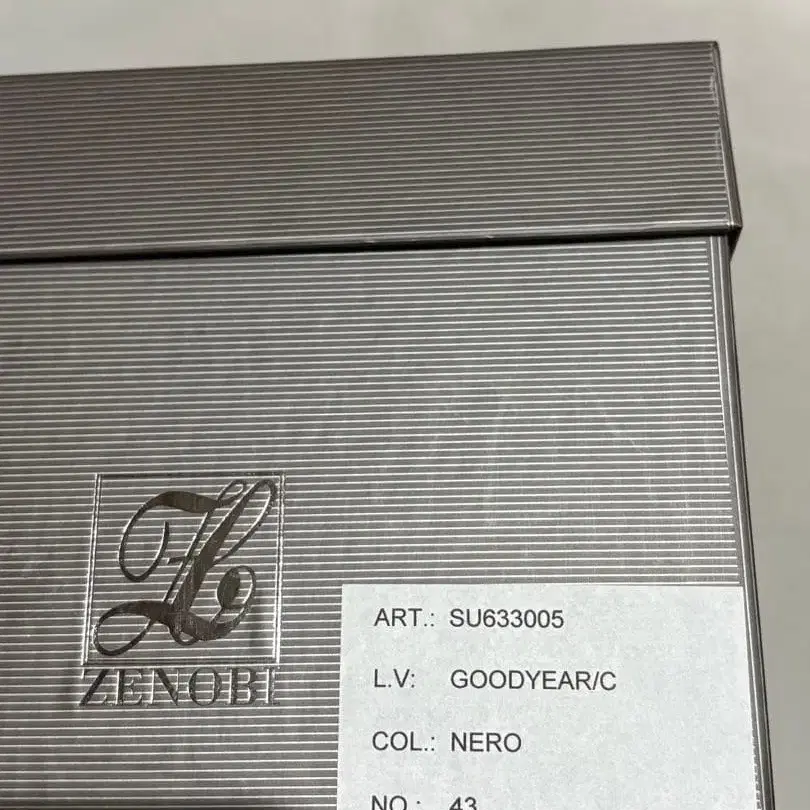 ZENOBI
ART.: SU633005
L.V: GOODYEAR/C
COL.: NERO
NO.: 43